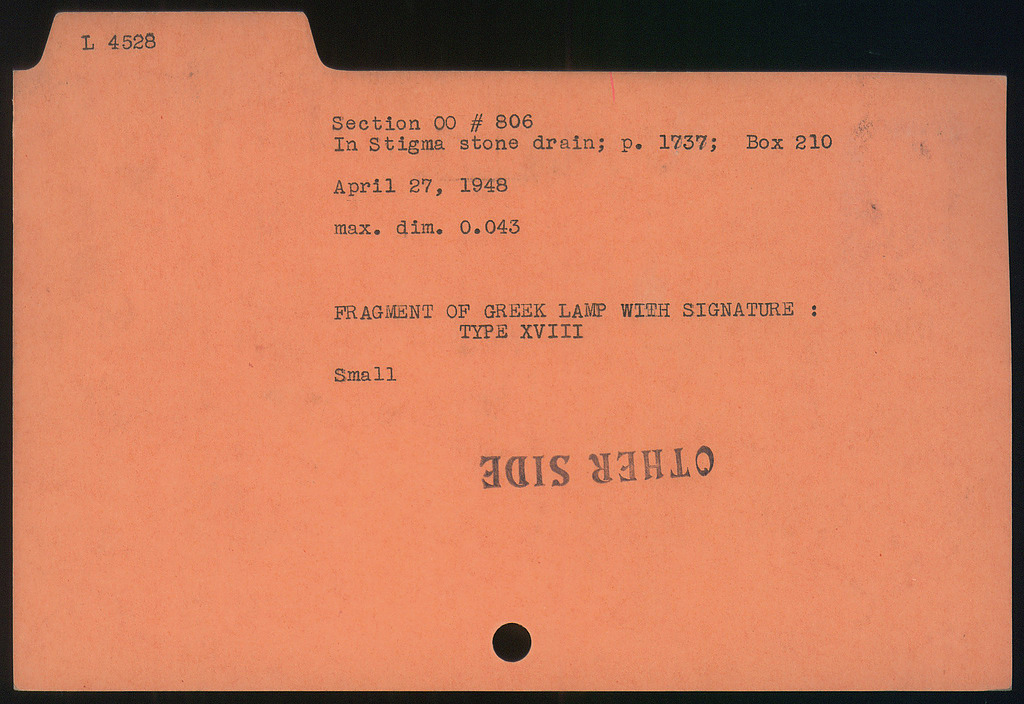 L 4528
Section OO # 806
In Stigma stone drain; p. 1737; Box 210
April 27, 1948
max. dim. 0.043
FRAGMENT OF GREEK LAMP WITH SIGNATURE :
TYPE XVIII
Small
OTHER SIDE